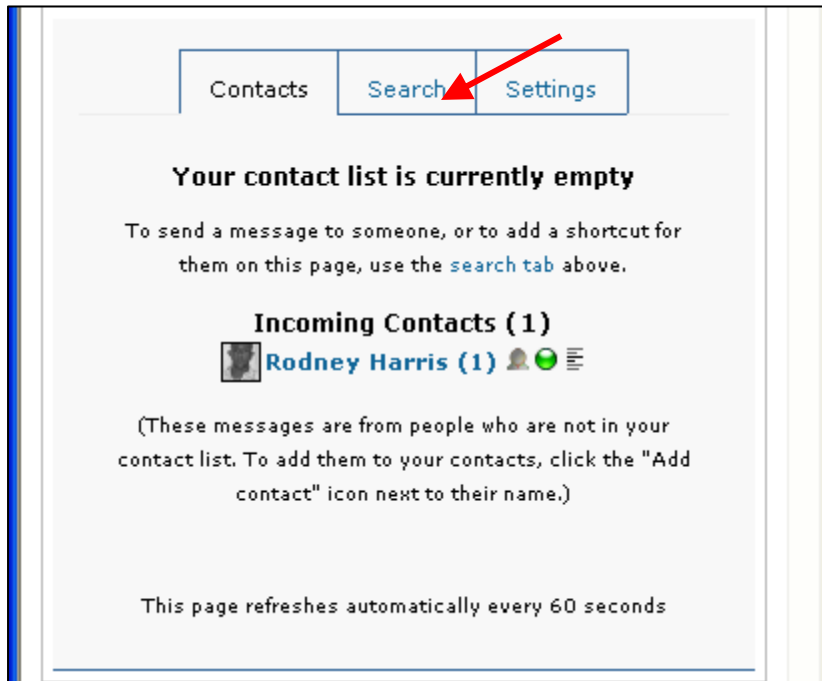 Contacts Search Settings
Your contact list is currently empty
To send a message to someone, or to add a shortcut for
them on this page, use the search tab above.
Incoming Contacts (1)
Rodney Harris (1)
(These messages are from people who are not in your
contact list. To add them to your contacts, click the "Add
contact" icon next to their name.)
This page refreshes automatically every 60 seconds